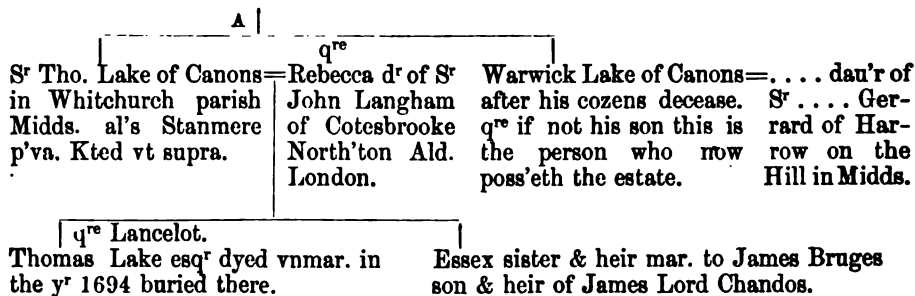 A
qʳᵉ
Sʳ Tho. Lake of Canons=Rebecca dʳ of Sʳ
in Whitchurch parish John Langham
Midds. al's Stanmere of Cotesbrooke
p'va. Kted vt supra. North'ton Ald.
London.
Warwick Lake of Canons=. . . . dau'r of
after his cozens decease. Sʳ . . . . Ger-
qʳᵉ if not his son this is rard of Har-
the person who now row on the
poss'eth the estate. Hill in Midds.
qʳᵉ Lancelot.
Thomas Lake esqʳ dyed vnmar. in
the yʳ 1694 buried there.
Essex sister & heir mar. to James Bruges
son & heir of James Lord Chandos.